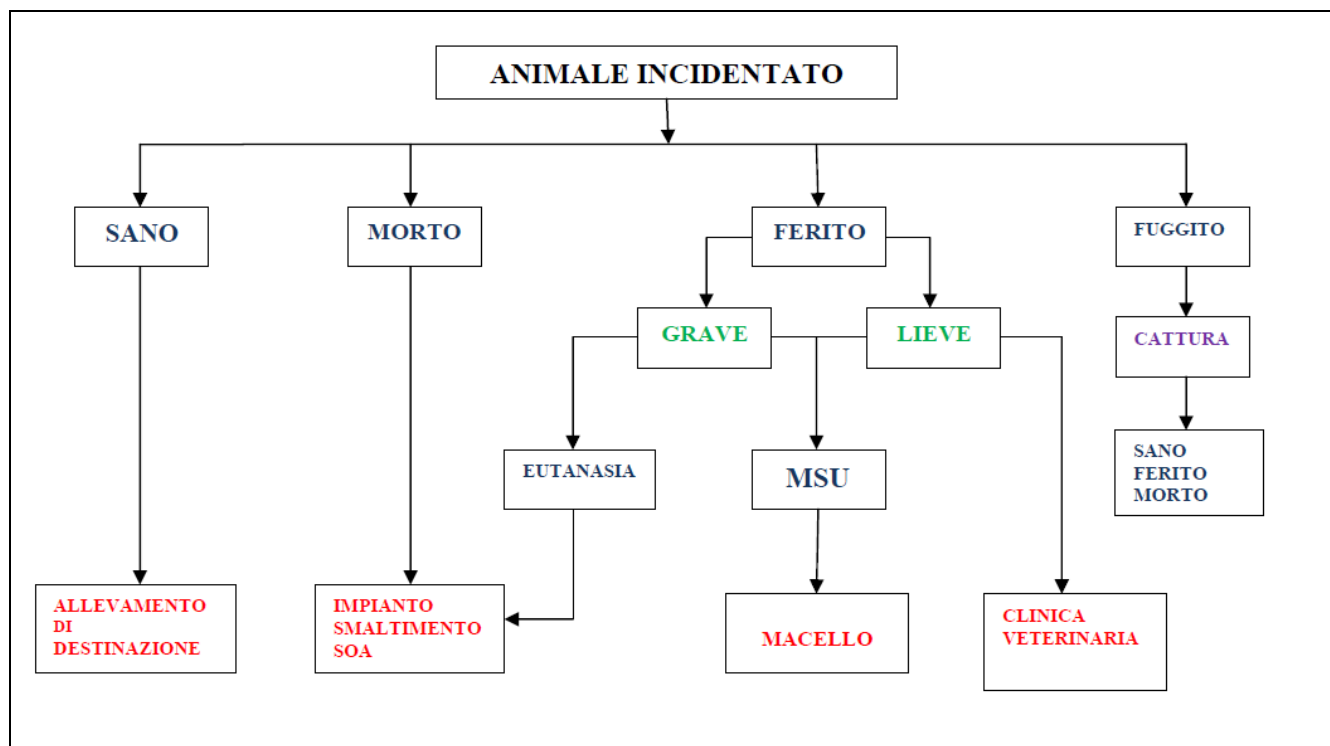 ANIMALE INCIDENTATO
SANO
MORTO
FERITO
FUGGITO
GRAVE
LIEVE
CATTURA
EUTANASIA
MSU
SANO
FERITO
MORTO
ALLEVAMENTO
DI
DESTINAZIONE
IMPIANTO
SMALTIMENTO
SOA
MACELLO
CLINICA
VETERINARIA